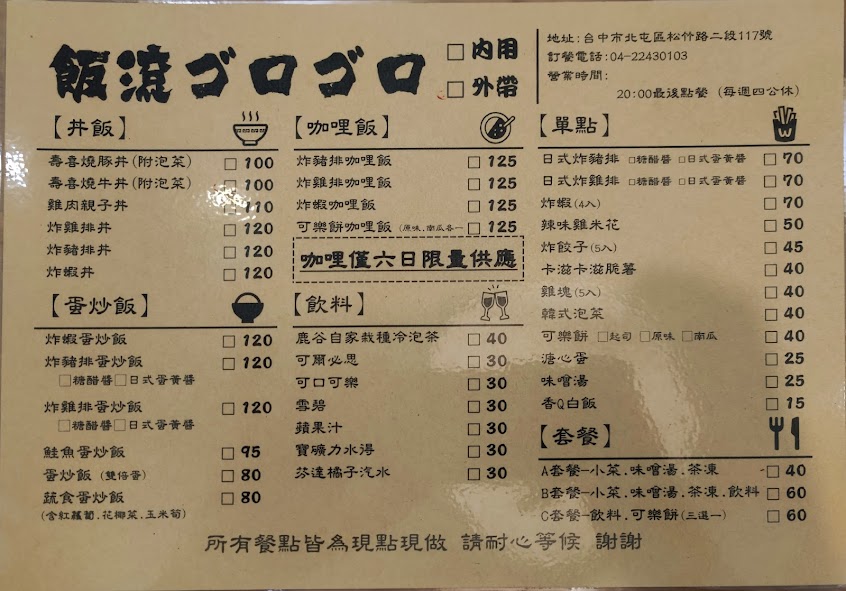 飯流ゴロゴロ
□ 內用
□ 外帶
地址:台中市北屯區松竹路二段117號
訂餐電話:04-22430103
營業時間:
20:00最後點餐 (每週四公休)
【丼飯】
壽喜燒豚丼(附泡菜) □ 100
壽喜燒牛丼(附泡菜) □ 100
雞肉親子丼 □ 110
炸雞排丼 □ 120
炸豬排丼 □ 120
炸蝦丼 □ 120
【蛋炒飯】
炸蝦蛋炒飯 □ 120
炸豬排蛋炒飯 □ 120
□糖醋醬□日式蛋黃醬
炸雞排蛋炒飯 □ 120
□糖醋醬□日式蛋黃醬
鮭魚蛋炒飯 □ 95
蛋炒飯 (雙倍蛋) □ 80
蔬食蛋炒飯 □ 80
(含紅蘿蔔.花椰菜.玉米筍)
【咖哩飯】
炸豬排咖哩飯 □ 125
炸雞排咖哩飯 □ 125
炸蝦咖哩飯 □ 125
可樂餅咖哩飯 (原味.南瓜各一 □ 125
咖哩僅六日限量供應
【飲料】
鹿谷自家栽種冷泡茶 □ 40
可爾必思 □ 30
可口可樂 □ 30
雪碧 □ 30
蘋果汁 □ 30
寶礦力水得 □ 30
芬達橘子汽水 □ 30
【單點】
日式炸豬排 □糖醋醬 □日式蛋黃醬 □ 70
日式炸雞排 □糖醋醬 □日式蛋黃醬 □ 70
炸蝦(4入) □ 70
辣味雞米花 □ 50
炸餃子(5入) □ 45
卡滋卡滋脆薯 □ 40
雞塊(5入) □ 40
韓式泡菜 □ 40
可樂餅 □起司 □原味 □南瓜 □ 40
溏心蛋 □ 25
味噌湯 □ 25
香Q白飯 □ 15
【套餐】
A套餐-小菜.味噌湯.茶凍 □ 40
B套餐-小菜.味噌湯.茶凍.飲料 □ 60
C套餐-飲料.可樂餅(三選一) □ 60
所有餐點皆為現點現做 請耐心等候 謝謝